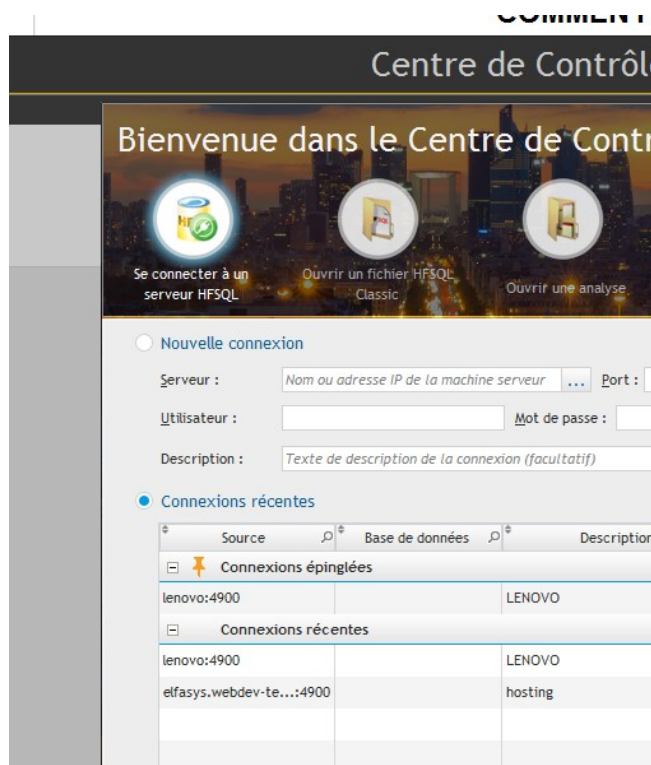 COMMENT
Centre de Contrôl
Bienvenue dans le Centre de Contr
Se connecter à un
serveur HFSQL
Ouvrir un fichier HFSQL
Classic
Ouvrir une analyse
Nouvelle connexion
Serveur : Nom ou adresse IP de la machine serveur ... Port :
Utilisateur : Mot de passe :
Description : Texte de description de la connexion (facultatif)
Connexions récentes
Source Base de données Description
Connexions épinglées
lenovo:4900 LENOVO
Connexions récentes
lenovo:4900 LENOVO
elfasys.webdev-te...:4900 hosting